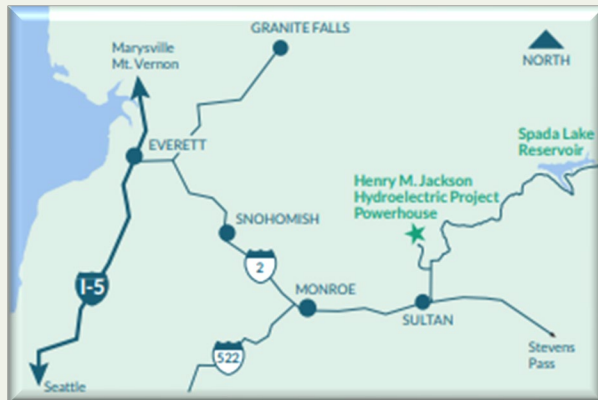 GRANITE FALLS
Marysville
Mt. Vernon
NORTH
EVERETT
Spada Lake
Reservoir
Henry M. Jackson
Hydroelectric Project
Powerhouse
SNOHOMISH
2
I-5
MONROE
SULTAN
522
Stevens
Pass
Seattle